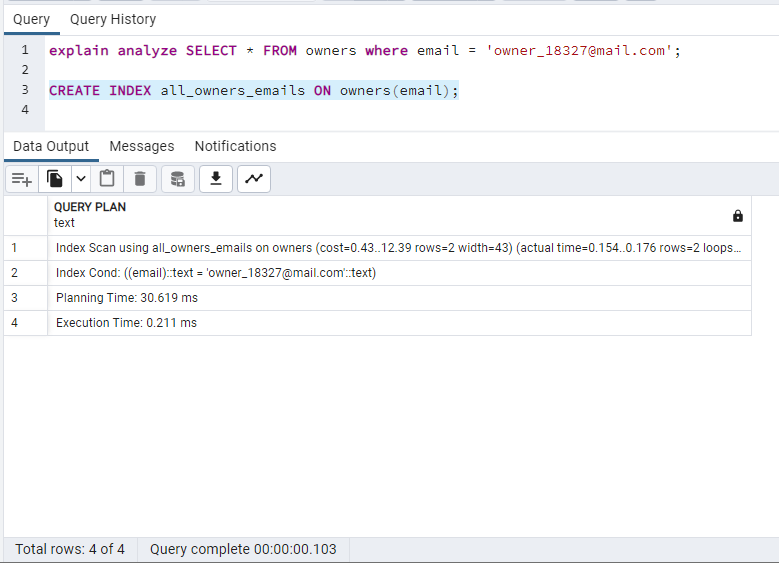 Query Query History
1 explain analyze SELECT * FROM owners where email = 'owner_18327@mail.com';
2
3 CREATE INDEX all_owners_emails ON owners(email);
4
Data Output Messages Notifications
QUERY PLAN
text
1 Index Scan using all_owners_emails on owners (cost=0.43..12.39 rows=2 width=43) (actual time=0.154..0.176 rows=2 loops...
2 Index Cond: ((email)::text = 'owner_18327@mail.com'::text)
3 Planning Time: 30.619 ms
4 Execution Time: 0.211 ms
Total rows: 4 of 4 Query complete 00:00:00.103